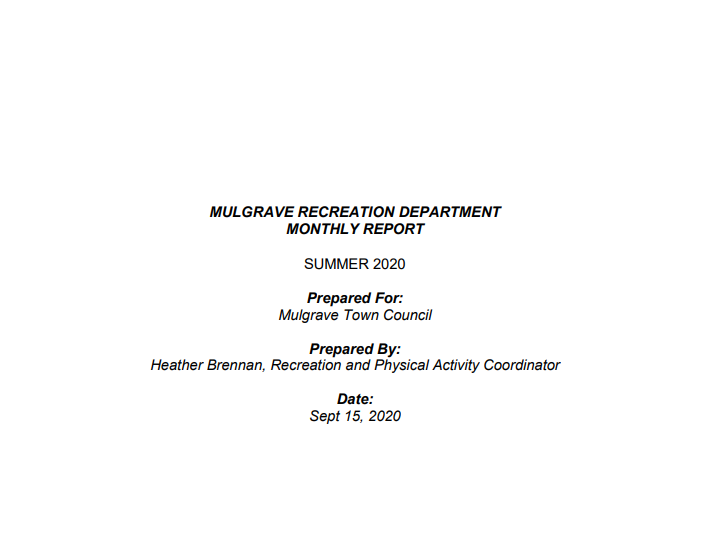 MULGRAVE RECREATION DEPARTMENT
MONTHLY REPORT
SUMMER 2020
Prepared For:
Mulgrave Town Council
Prepared By:
Heather Brennan, Recreation and Physical Activity Coordinator
Date:
Sept 15, 2020